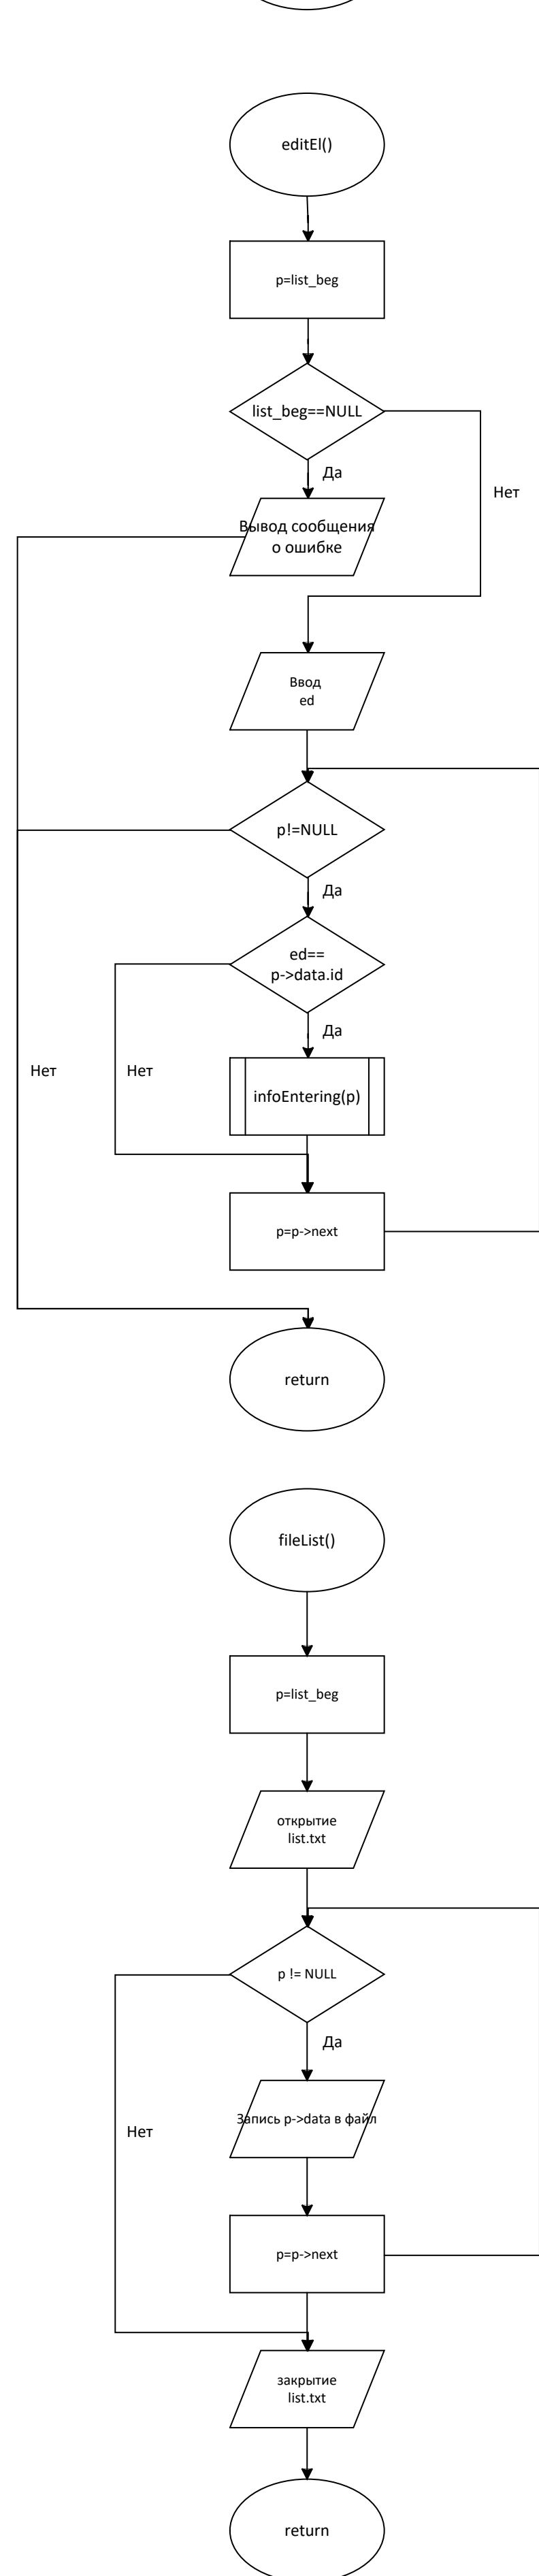 editEl()
p=list_beg
list_beg==NULL
Да
Нет
Вывод сообщения
о ошибке
Ввод
ed
p!=NULL
Да
ed==
p->data.id
Да
Нет
Нет
infoEntering(p)
p=p->next
return
fileList()
p=list_beg
открытие
list.txt
p != NULL
Да
Запись p->data в файл
Нет
p=p->next
закрытие
list.txt
return